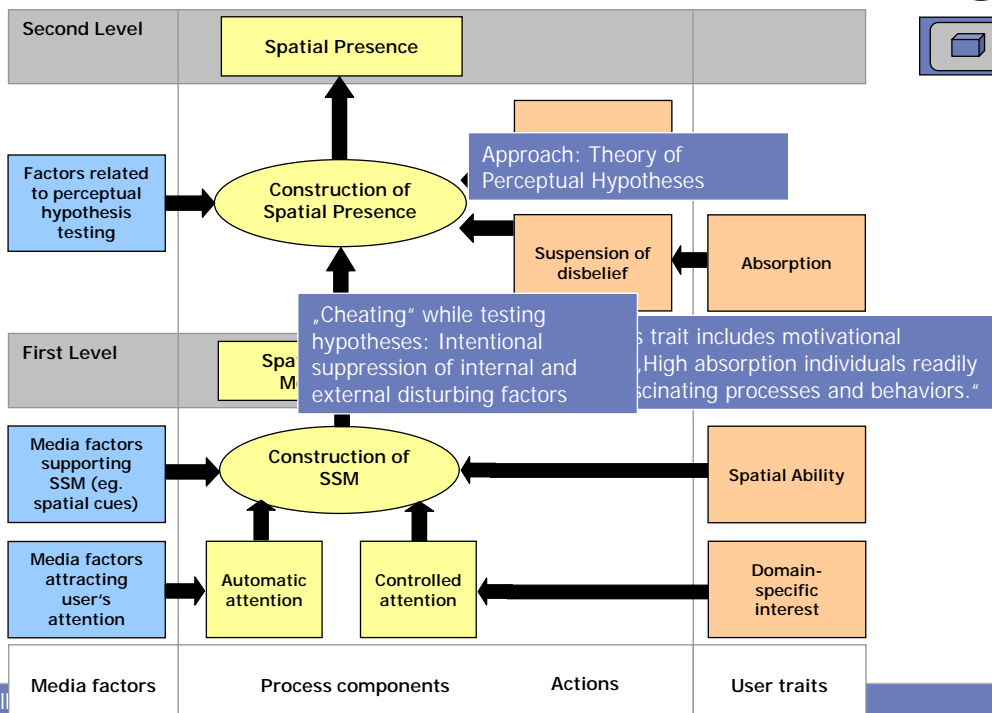 Second Level
Spatial Presence
Approach: Theory of
Perceptual Hypotheses
Factors related
to perceptual
hypothesis
testing
Construction of
Spatial Presence
Suspension of
disbelief
Absorption
„Cheating“ while testing
hypotheses: Intentional
suppression of internal and
external disturbing factors
trait includes motivational
„High absorption individuals readily
processes and behaviors.“
First Level
Media factors
supporting
SSM (eg.
spatial cues)
Construction of
SSM
Spatial Ability
Media factors
attracting
user's
attention
Automatic
attention
Controlled
attention
Domain-
specific
interest
Media factors
Process components
Actions
User traits